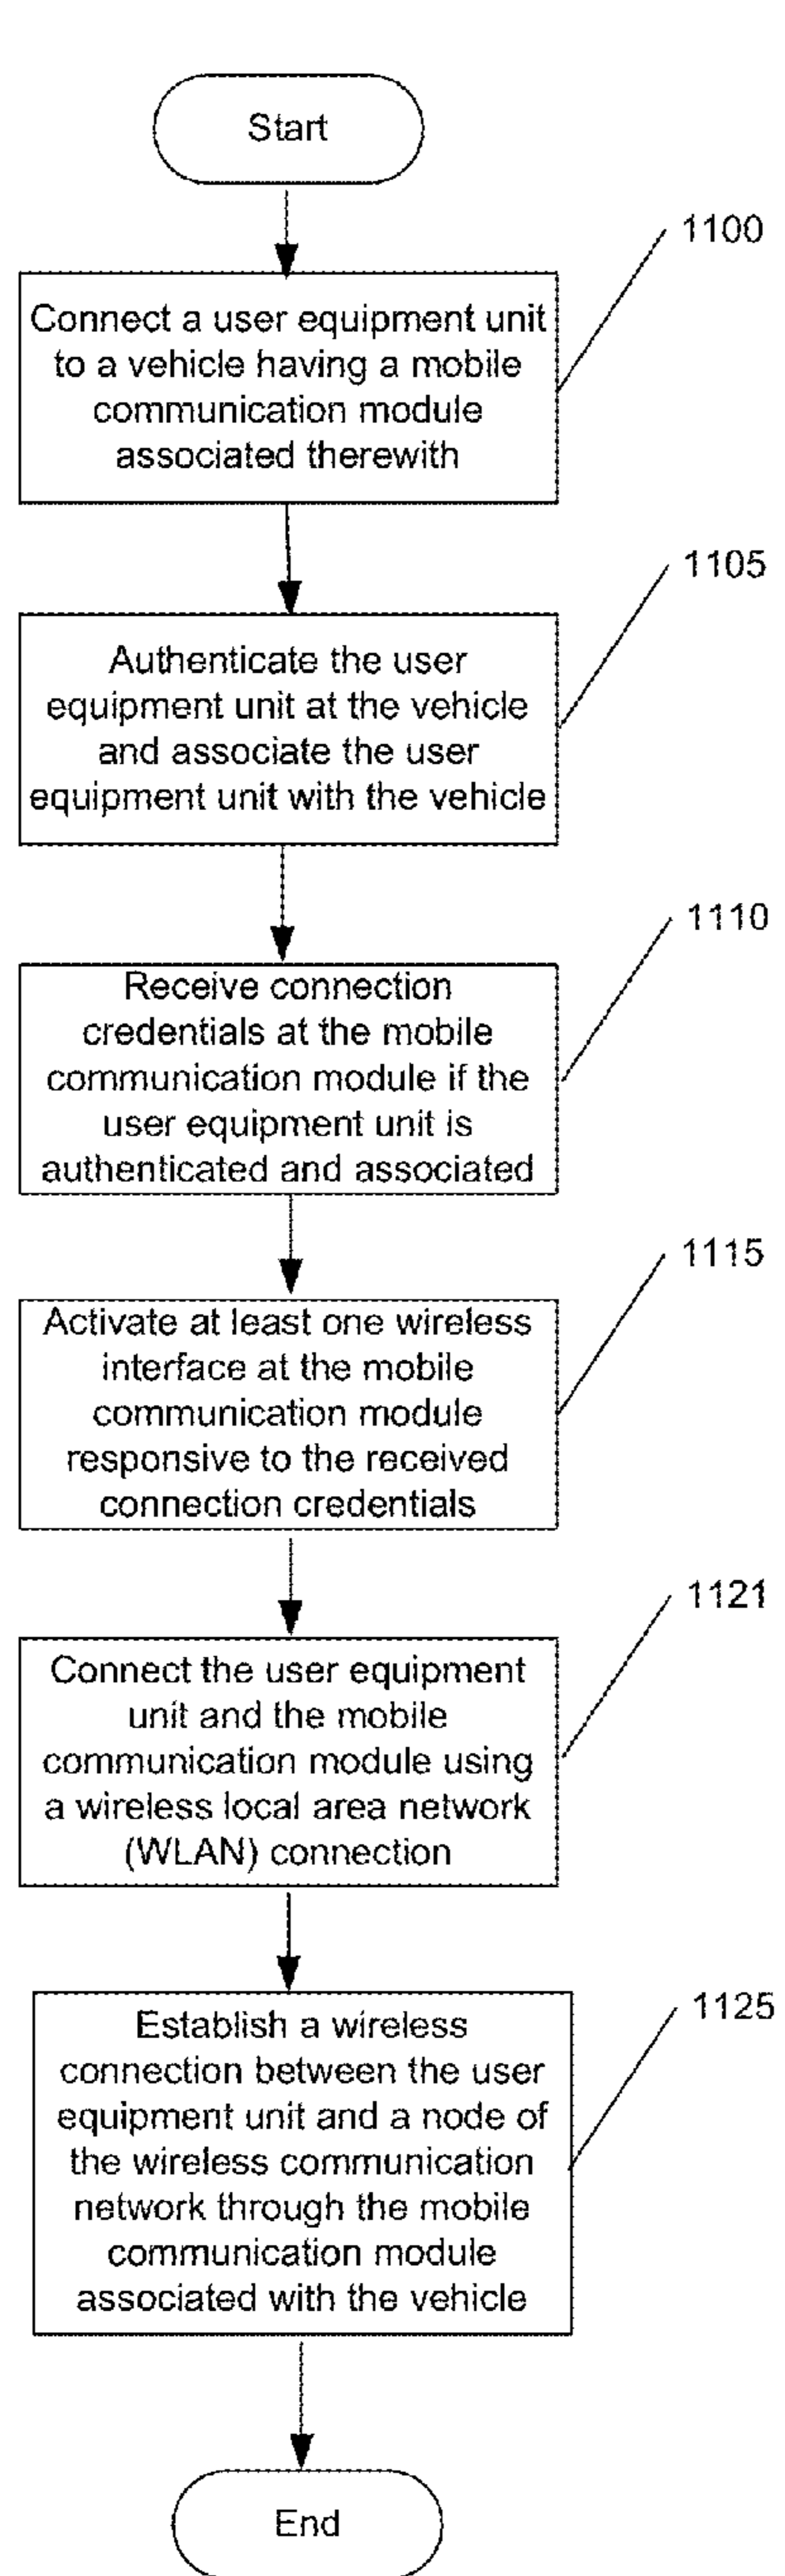 Start
1100
Connect a user equipment unit
to a vehicle having a mobile
communication module
associated therewith
1105
Authenticate the user
equipment unit at the vehicle
and associate the user
equipment unit with the vehicle
1110
Receive connection
credentials at the mobile
communication module if the
user equipment unit is
authenticated and associated
1115
Activate at least one wireless
interface at the mobile
communication module
responsive to the received
connection credentials
1121
Connect the user equipment
unit and the mobile
communication module using
a wireless local area network
(WLAN) connection
1125
Establish a wireless
connection between the user
equipment unit and a node of
the wireless communication
network through the mobile
communication module
associated with the vehicle
End